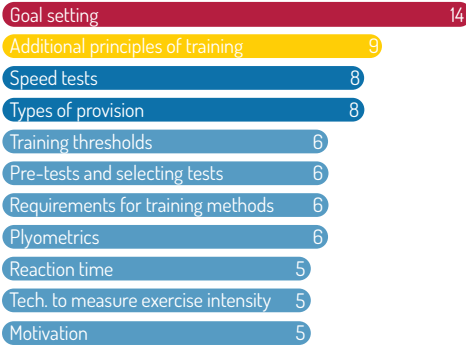 Goal setting 14
Additional principles of training 9
Speed tests 8
Types of provision 8
Training thresholds 6
Pre-tests and selecting tests 6
Requirements for training methods 6
Plyometrics 6
Reaction time 5
Tech. to measure exercise intensity 5
Motivation 5